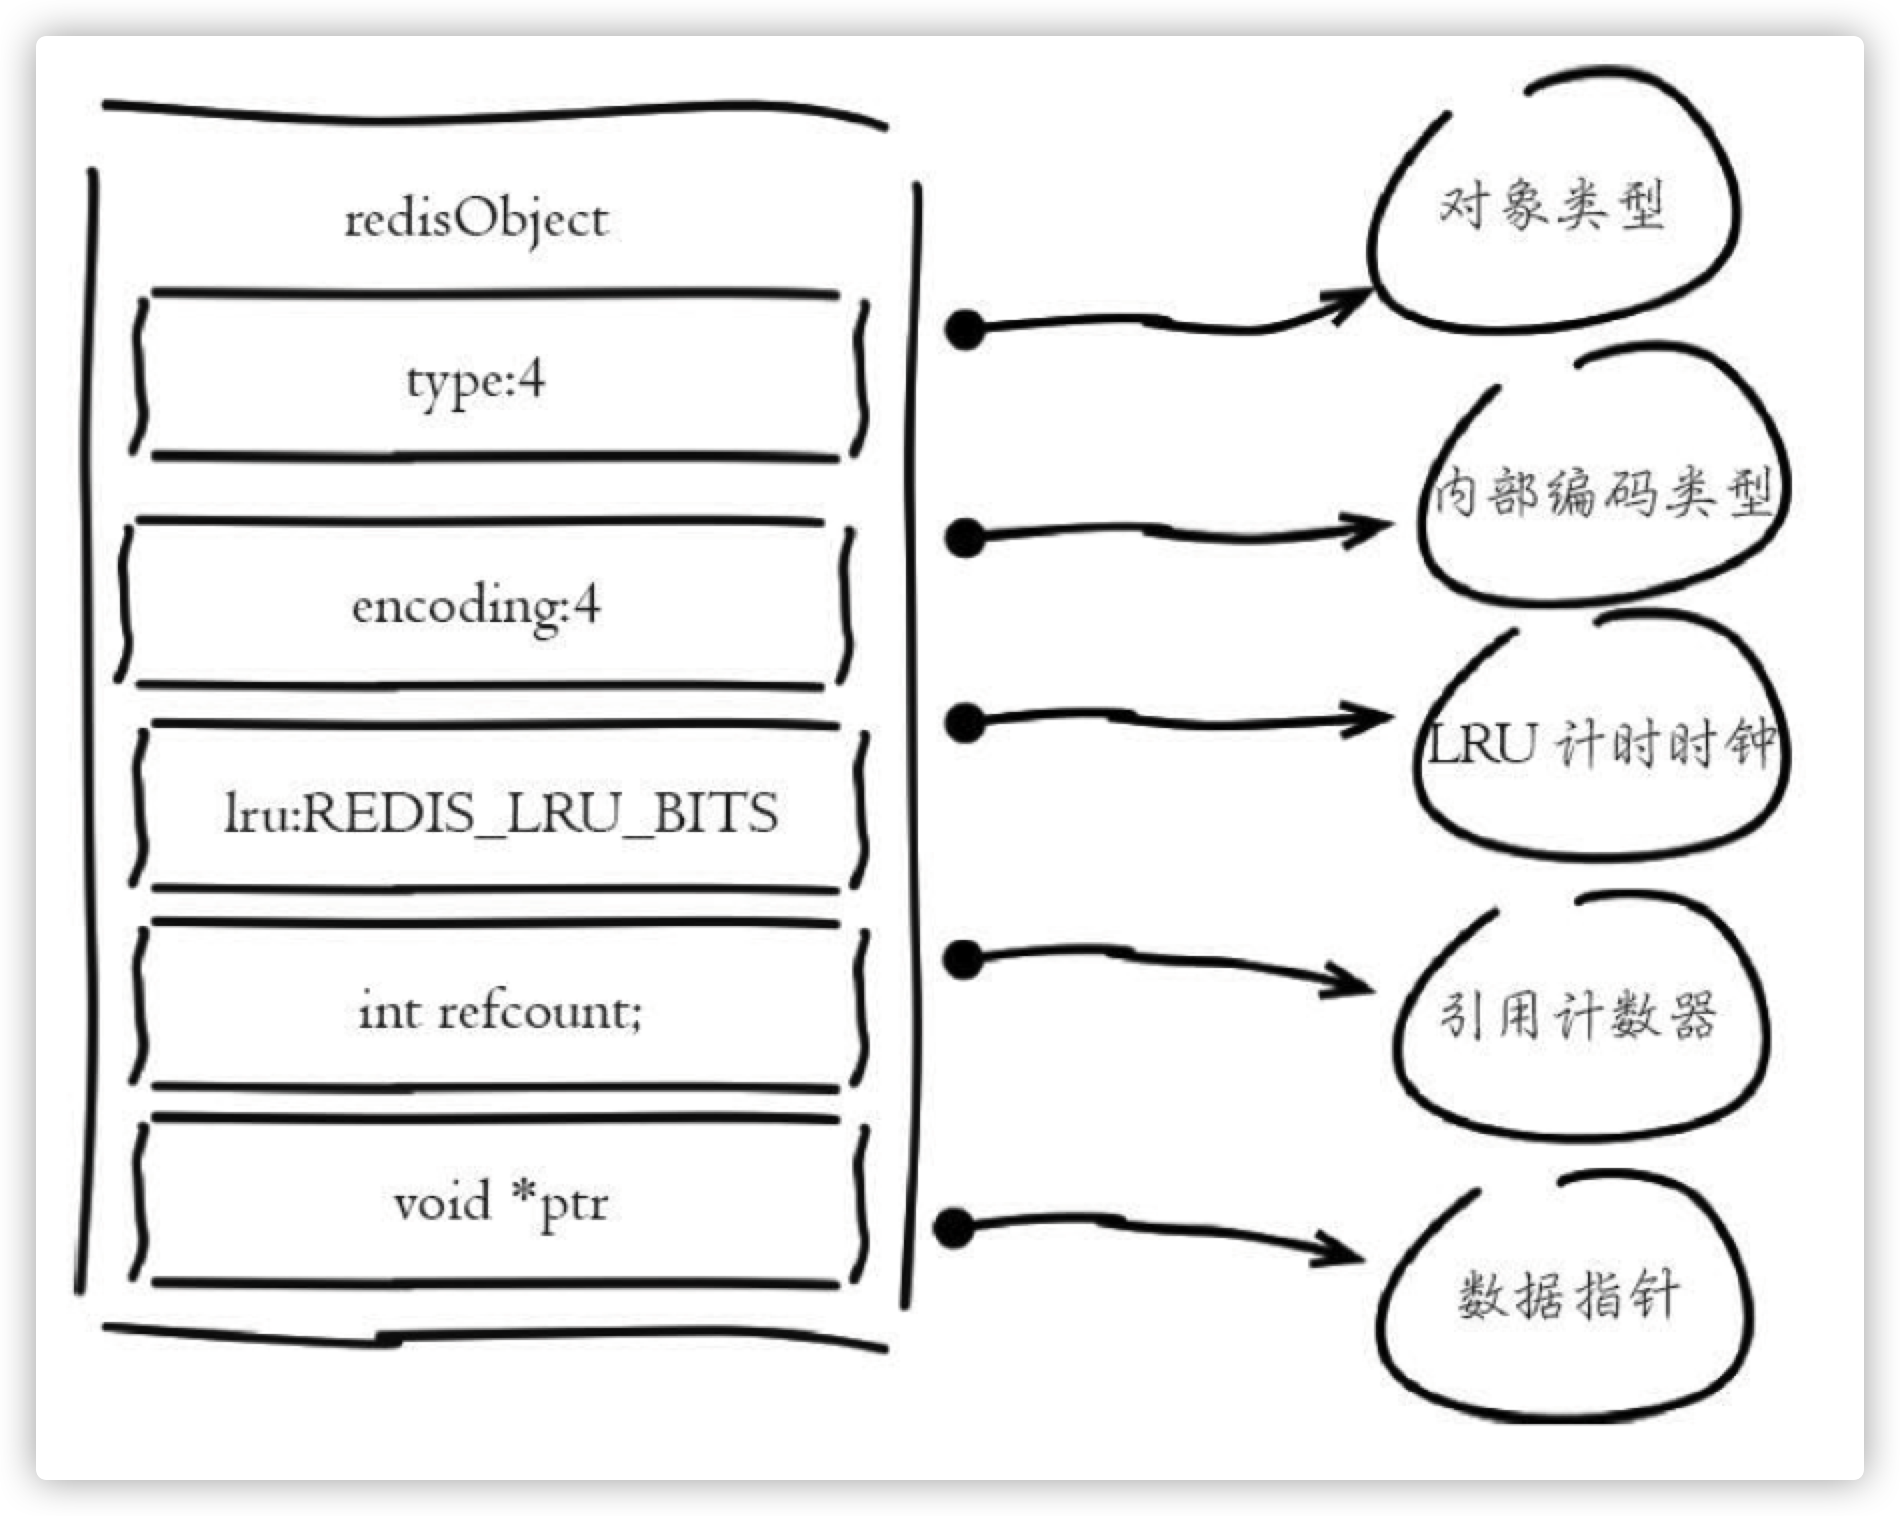 redisObject
type:4
对象类型
encoding:4
内部编码类型
lru:REDIS_LRU_BITS
LRU 计时时钟
int refcount;
引用计数器
void *ptr
数据指针